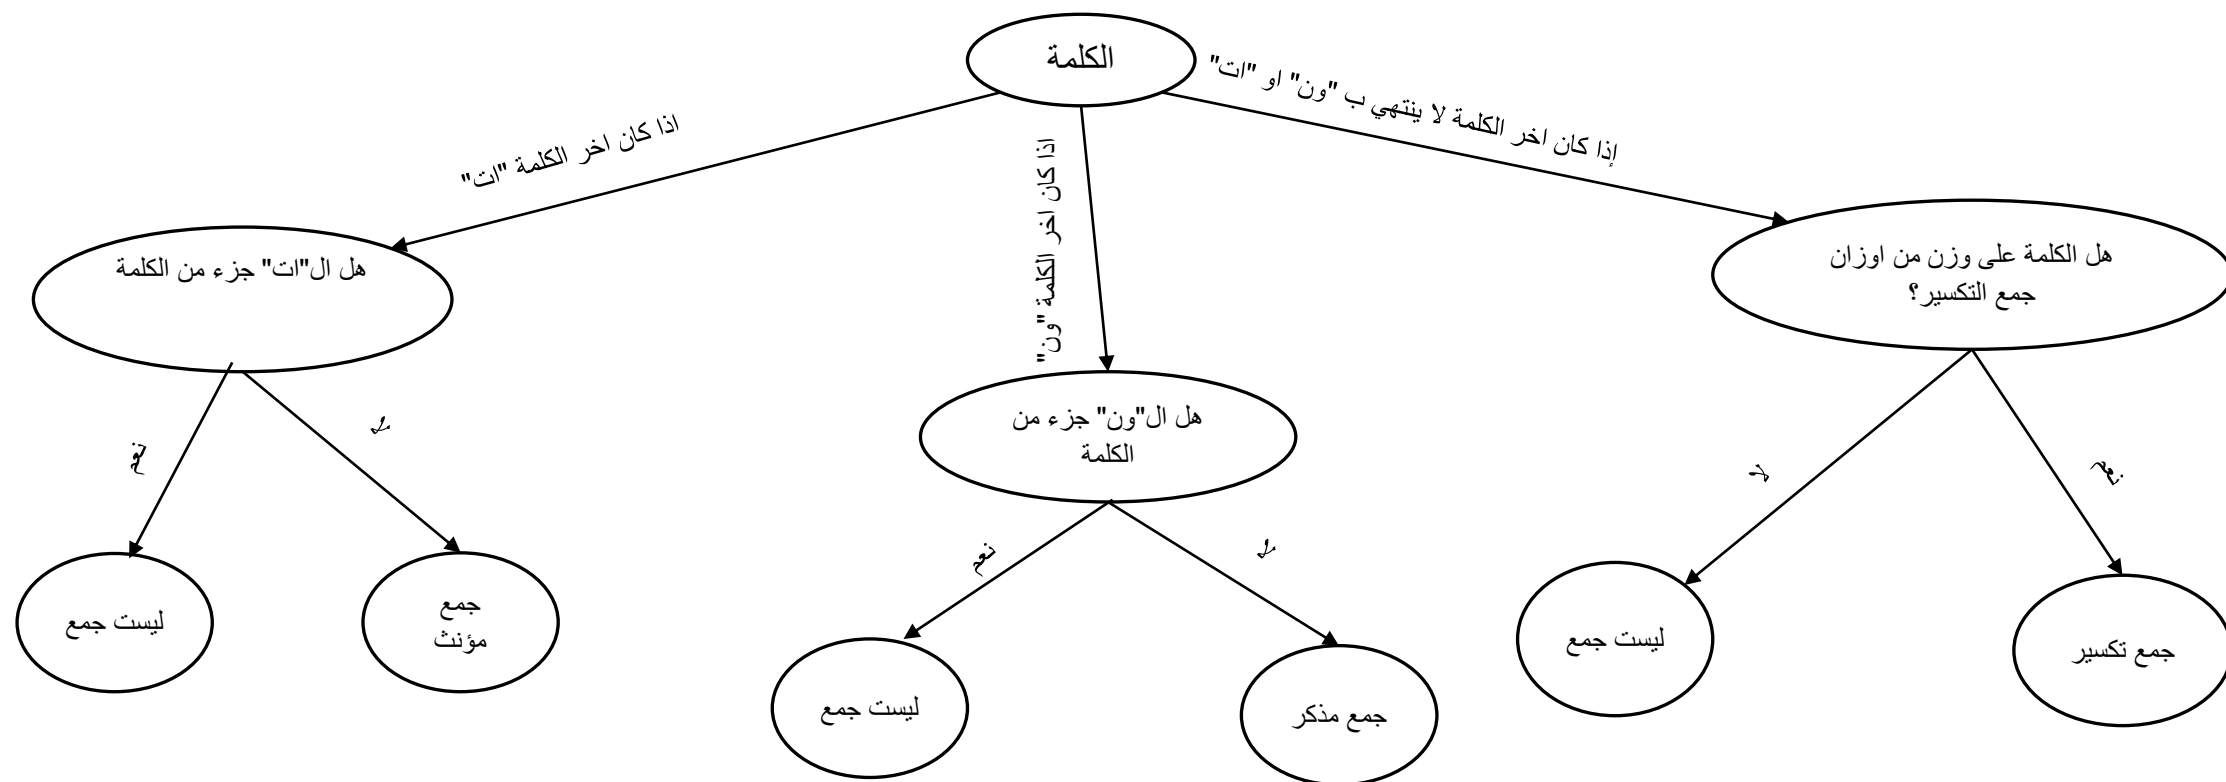 الكلمة
إذا كان اخر الكلمة لا ينتهي ب "ون" او "ات"
اذا كان اخر الكلمة "ون"
اذا كان اخر الكلمة "ات"
هل الكلمة على وزن من اوزان
جمع التكسير؟
هل ال"ون" جزء من
الكلمة
هل ال"ات" جزء من الكلمة
نعم
لا
لا
نعم
لا
نعم
جمع تكسير
ليست جمع
جمع مذكر
ليست جمع
جمع
مؤنث
ليست جمع